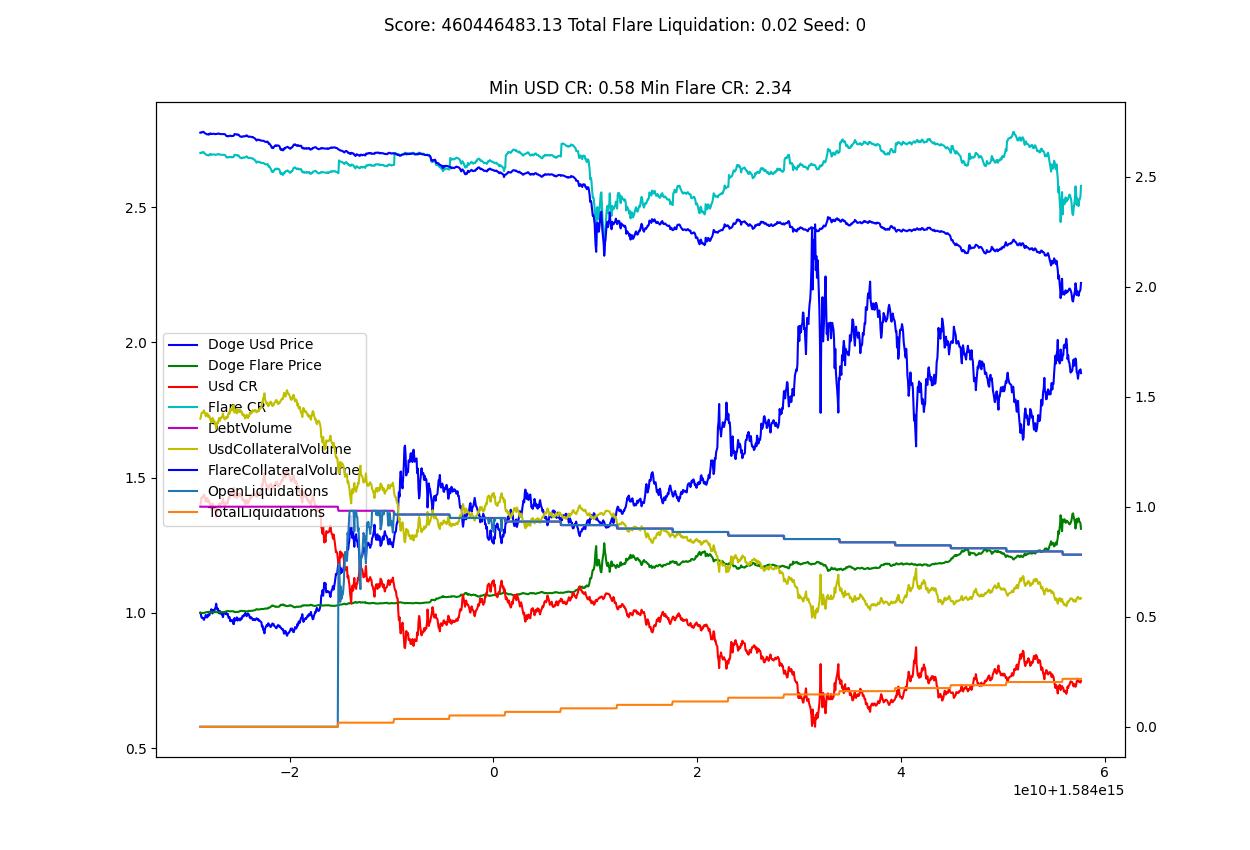 Score: 460446483.13 Total Flare Liquidation: 0.02 Seed: 0
Min USD CR: 0.58 Min Flare CR: 2.34
2.5
2.0
1.5
1.0
0.5
Doge Usd Price
Doge Flare Price
Usd CR
Flare CR
DebtVolume
UsdCollateralVolume
FlareCollateralVolume
OpenLiquidations
TotalLiquidations
2.5
2.0
1.5
1.0
0.5
0.0
−2 0 2 4 6
1e10+1.584e15